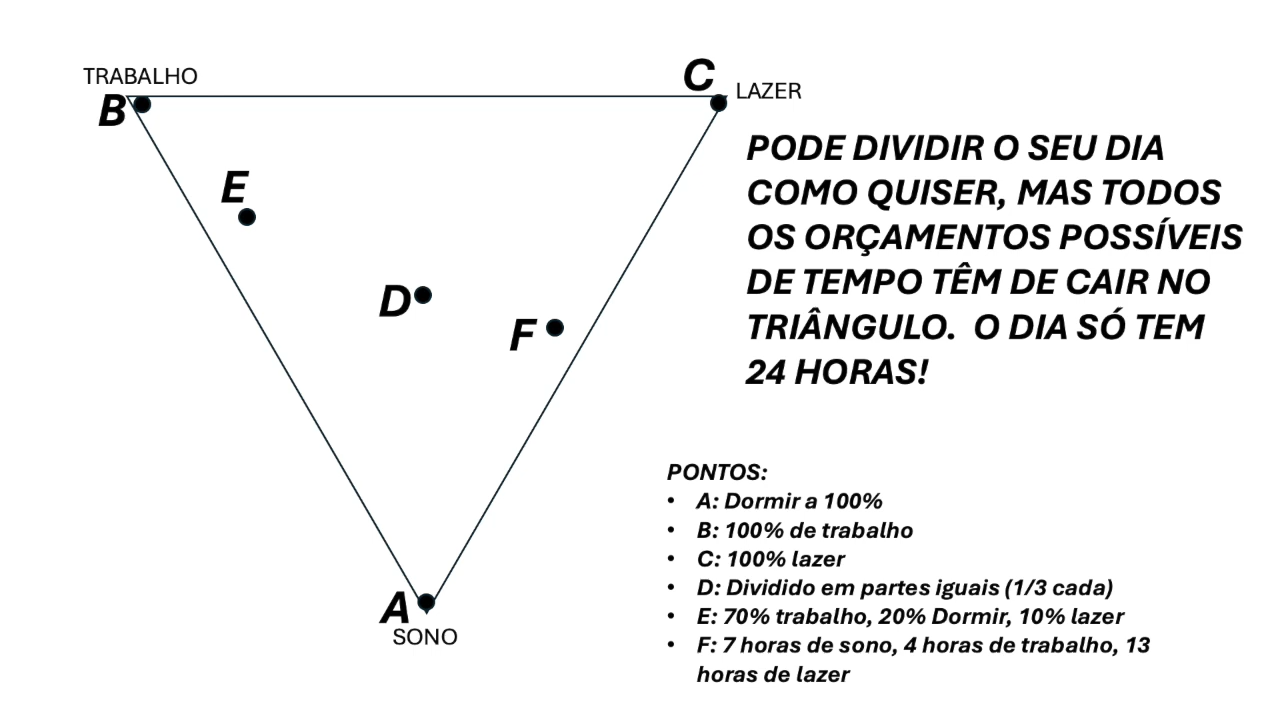 TRABALHO
B
C
LAZER
E
D
F
A
SONO
PODE DIVIDIR O SEU DIA
COMO QUISER, MAS TODOS
OS ORÇAMENTOS POSSÍVEIS
DE TEMPO TÊM DE CAIR NO
TRIÂNGULO. O DIA SÓ TEM
24 HORAS!
PONTOS:
• A: Dormir a 100%
• B: 100% de trabalho
• C: 100% lazer
• D: Dividido em partes iguais (1/3 cada)
• E: 70% trabalho, 20% Dormir, 10% lazer
• F: 7 horas de sono, 4 horas de trabalho, 13
horas de lazer